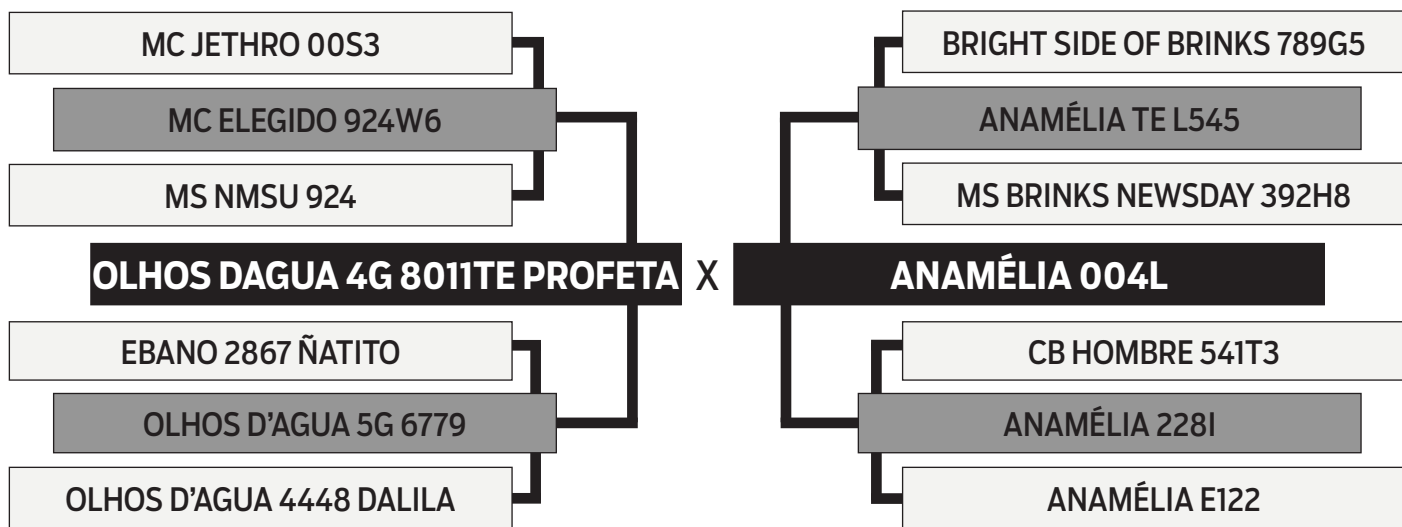 MC JETHRO 00S3
BRIGHT SIDE OF BRINKS 789G5
MC ELEGIDO 924W6
ANAMÉLIA TE L545
MS NMSU 924
MS BRINKS NEWSDAY 392H8
OLHOS DAGUA 4G 8011TE PROFETA X ANAMÉLIA 004L
EBANO 2867 ÑATITO
CB HOMBRE 541T3
OLHOS D’AGUA 5G 6779
ANAMÉLIA 228I
OLHOS D’AGUA 4448 DALILA
ANAMÉLIA E122